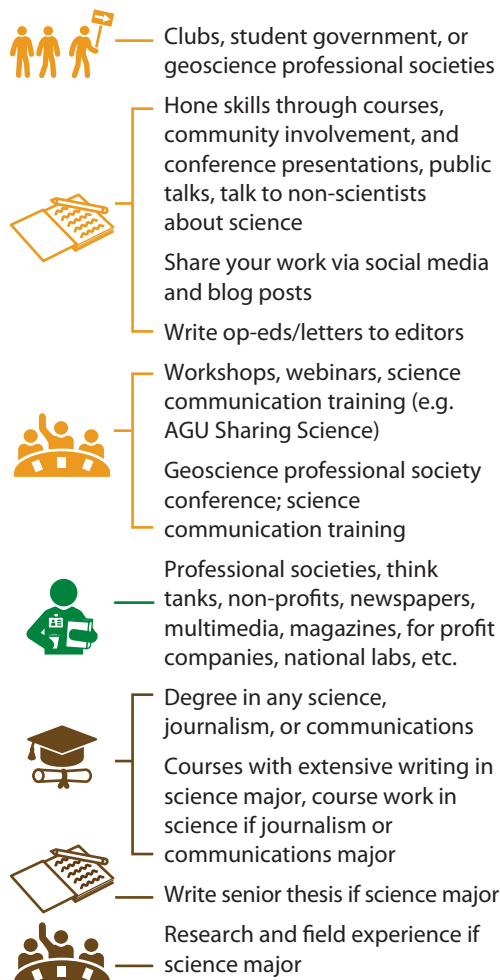 Clubs, student government, or
geoscience professional societies
Hone skills through courses,
community involvement, and
conference presentations, public
talks, talk to non-scientists
about science
Share your work via social media
and blog posts
Write op-eds/letters to editors
Workshops, webinars, science
communication training (e.g.
AGU Sharing Science)
Geoscience professional society
conference; science
communication training
Professional societies, think
tanks, non-profits, newspapers,
multimedia, magazines, for profit
companies, national labs, etc.
Degree in any science,
journalism, or communications
Courses with extensive writing in
science major, course work in
science if journalism or
communications major
Write senior thesis if science major
Research and field experience if
science major